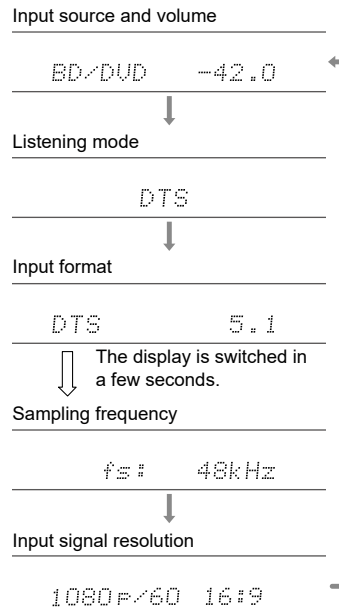 Input source and volume
BD/DVD -42.0
Listening mode
DTS
Input format
DTS 5.1
The display is switched in
a few seconds.
Sampling frequency
fs: 48kHz
Input signal resolution
1080p/60 16:9